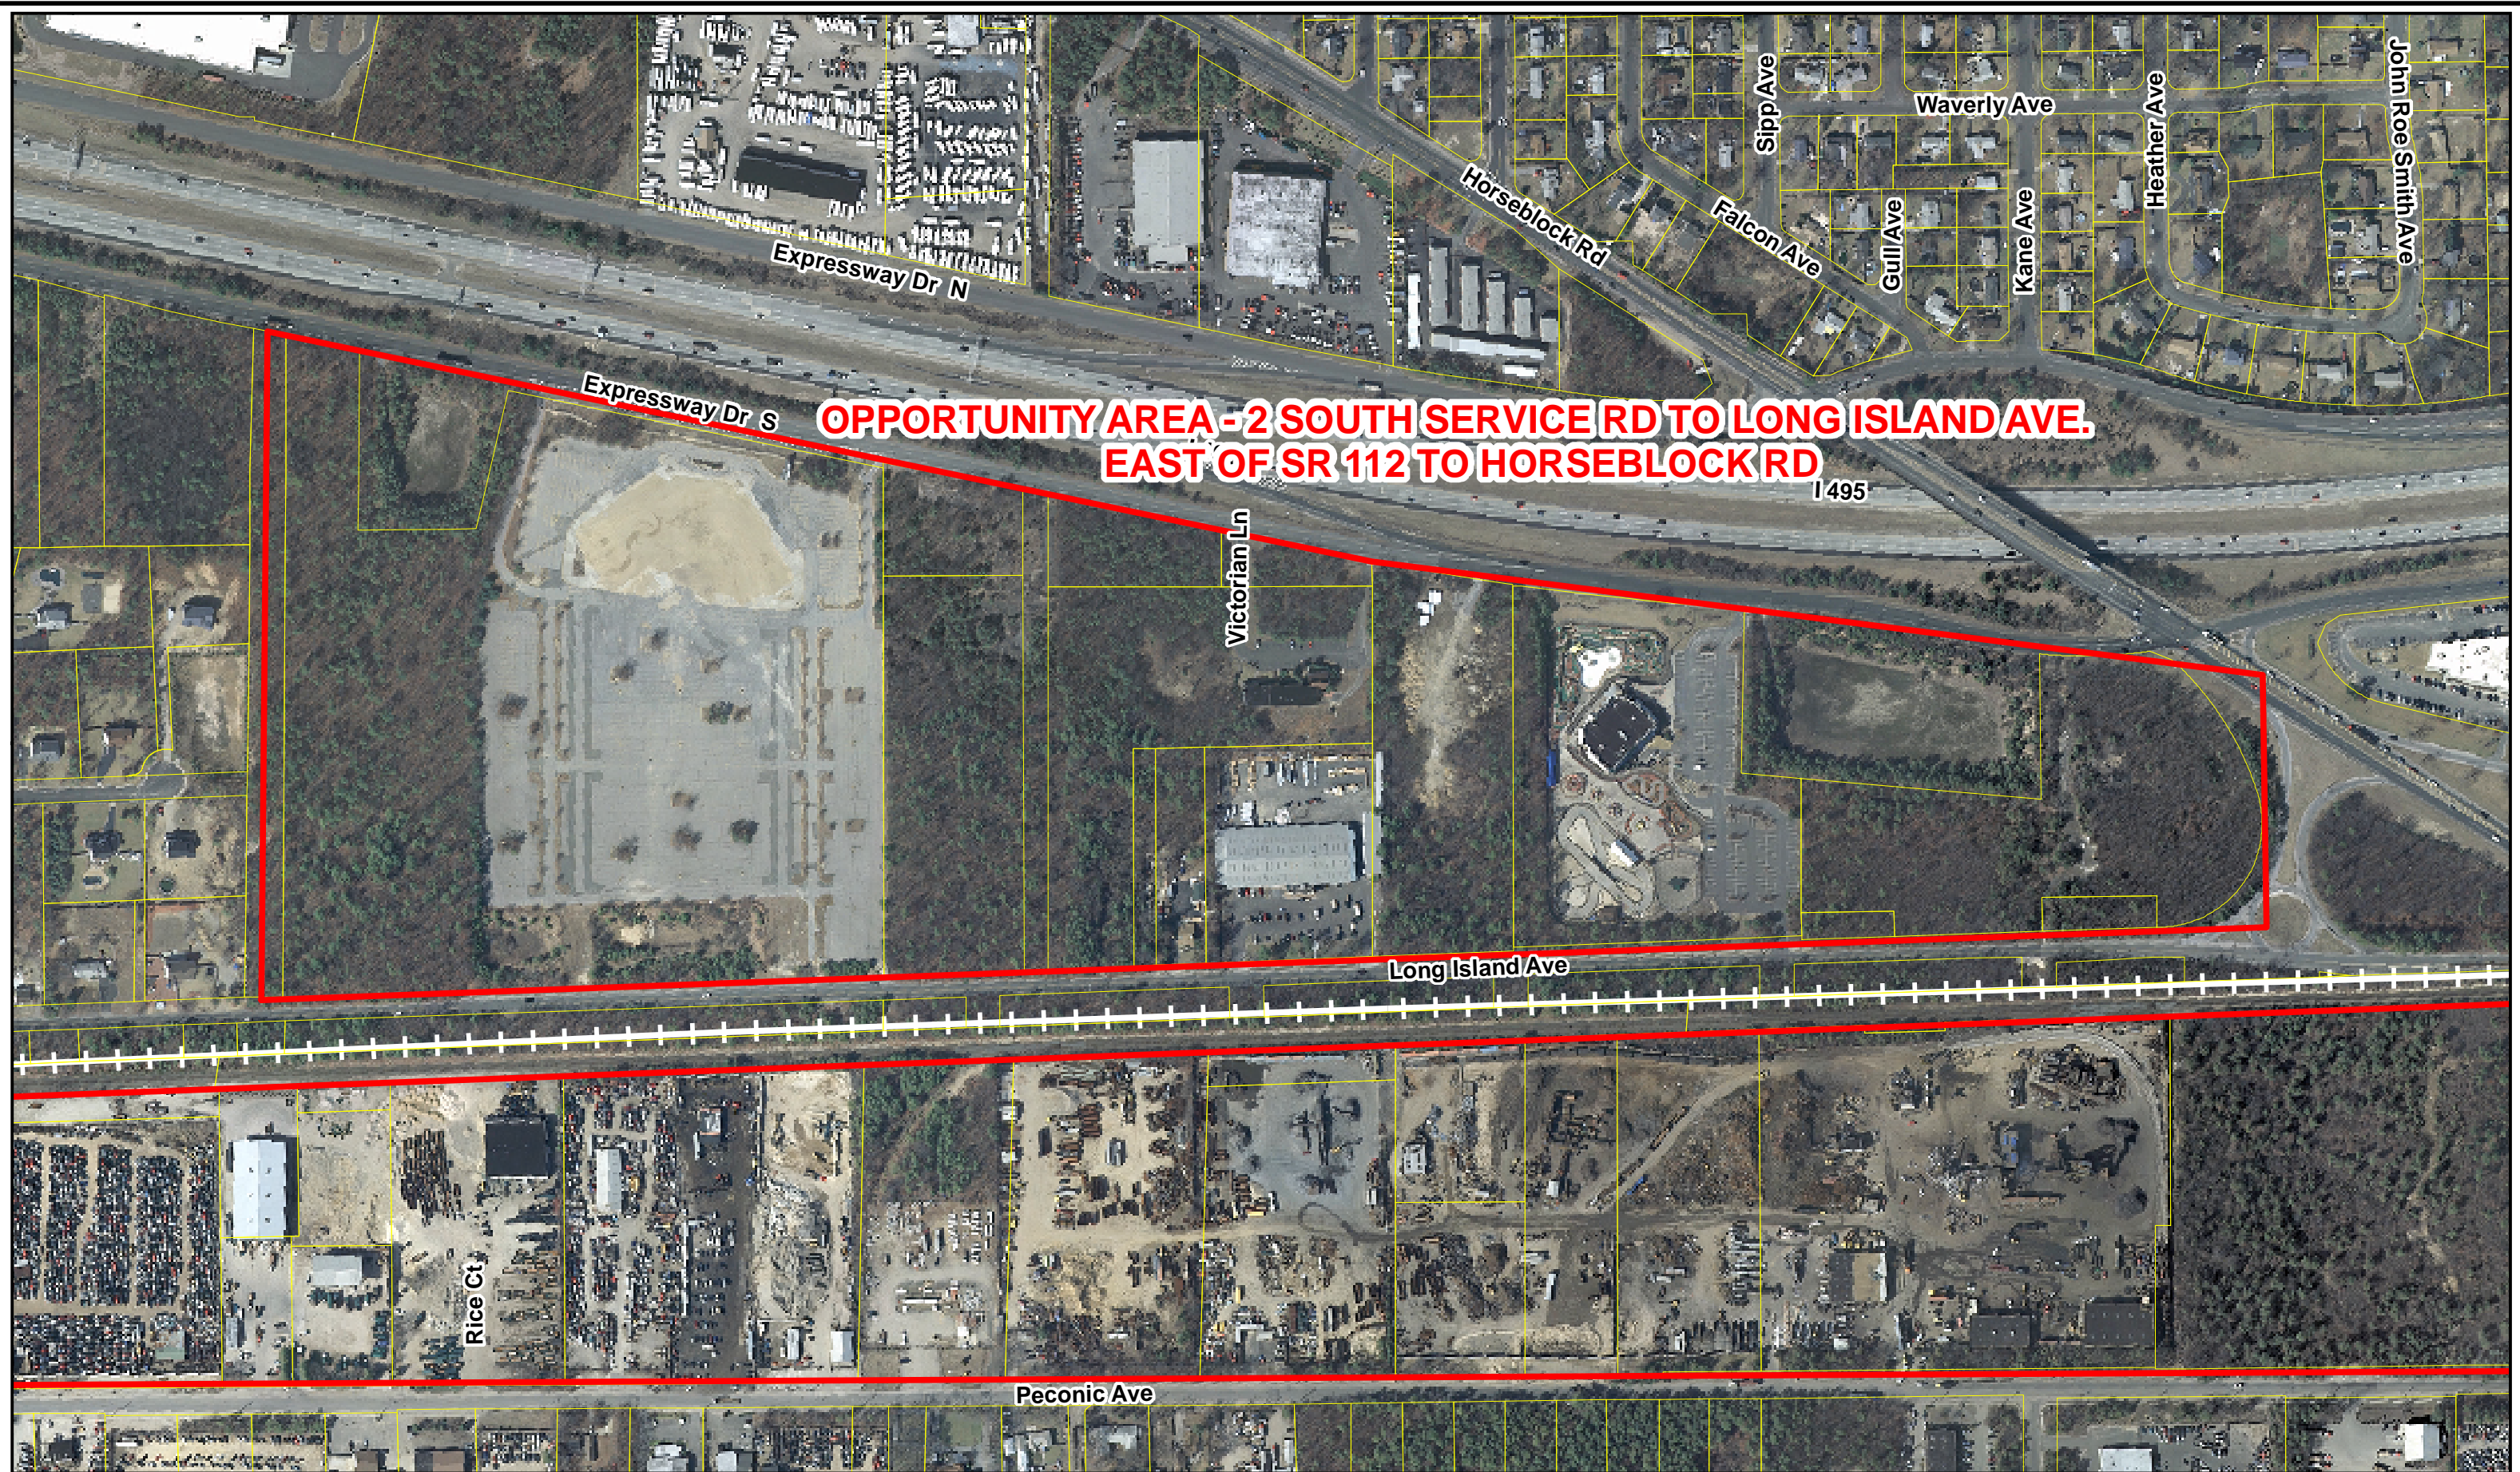 Waverly Ave
Sipp Ave
Heather Ave
John Roe Smith Ave
Horseblock Rd
Falcon Ave
Gull Ave
Kane Ave
Expressway Dr N
Expressway Dr S
OPPORTUNITY AREA - 2 SOUTH SERVICE RD TO LONG ISLAND AVE.
EAST OF SR 112 TO HORSEBLOCK RD
I 495
Victorian Ln
Long Island Ave
Rice Ct
Peconic Ave